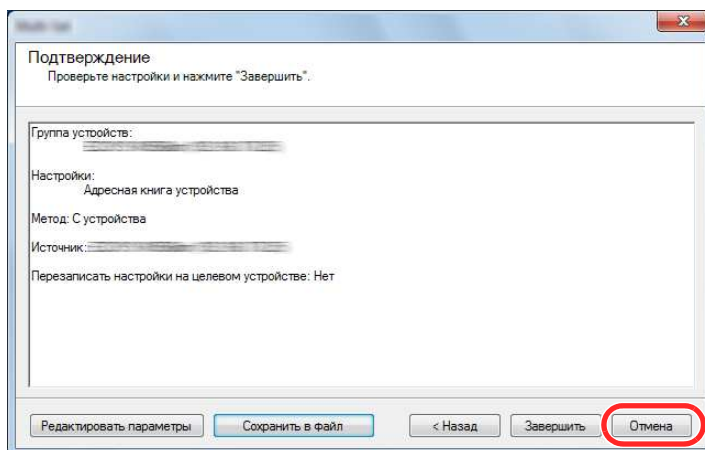 Подтверждение
Проверьте настройки и нажмите "Завершить".
Группа устройств:
Настройки:
Адресная книга устройства
Метод: С устройства
Источник:
Перезаписать настройки на целевом устройстве: Нет
Редактировать параметры Сохранить в файл < Назад Завершить Отмена